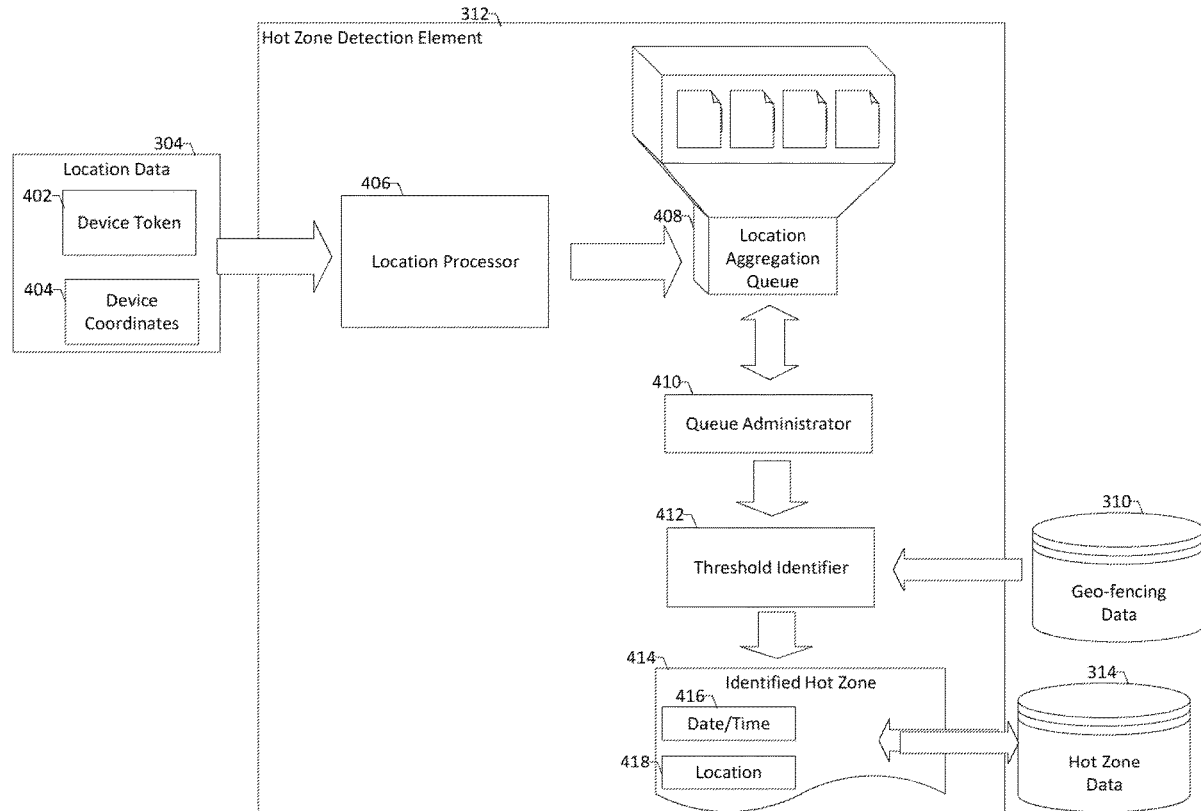 312
Hot Zone Detection Element
304
Location Data
402
Device Token
404
Device
Coordinates
406
Location Processor
408
Location
Aggregation
Queue
410
Queue Administrator
412
Threshold Identifier
310
Geo-fencing
Data
414
Identified Hot Zone
416
Date/Time
418
Location
314
Hot Zone
Data